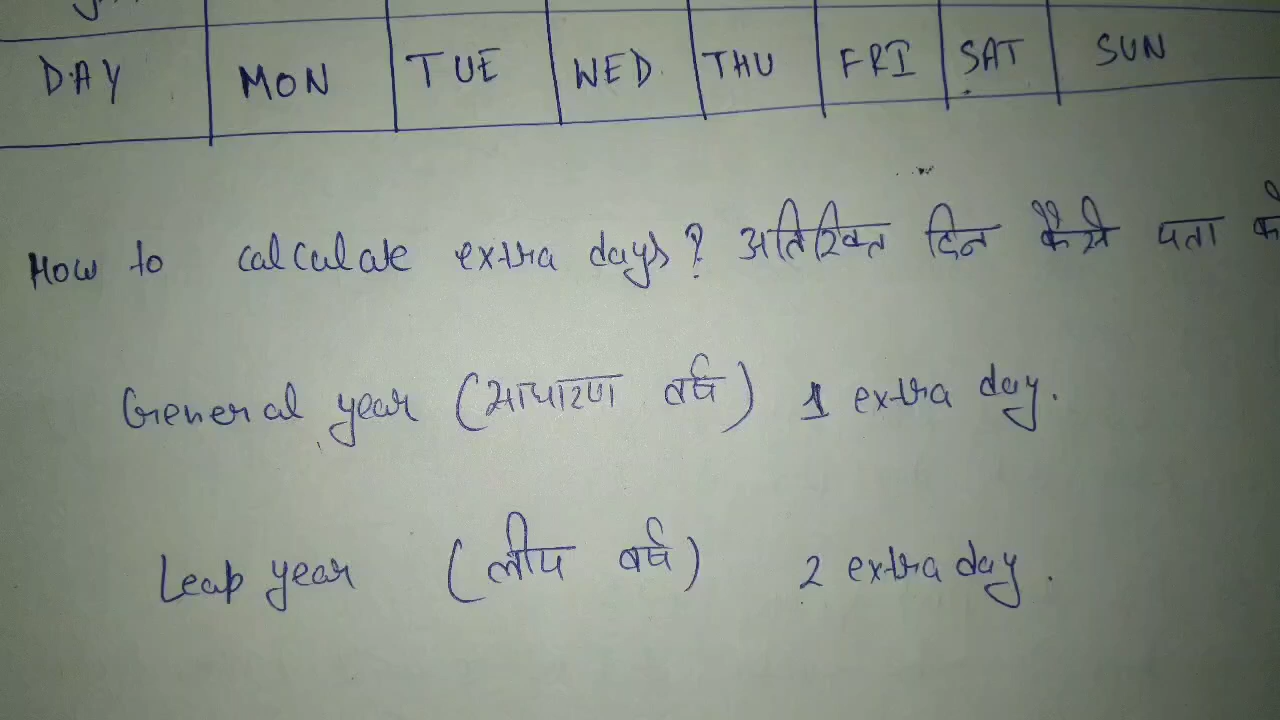 DAY MON TUE WED THU FRI SAT SUN
How to calculate extra days? अतिरिक्त दिन कैसे पता
General year (साधारण वर्ष) 1 extra day.
Leap year (लीप वर्ष) 2 extra day.